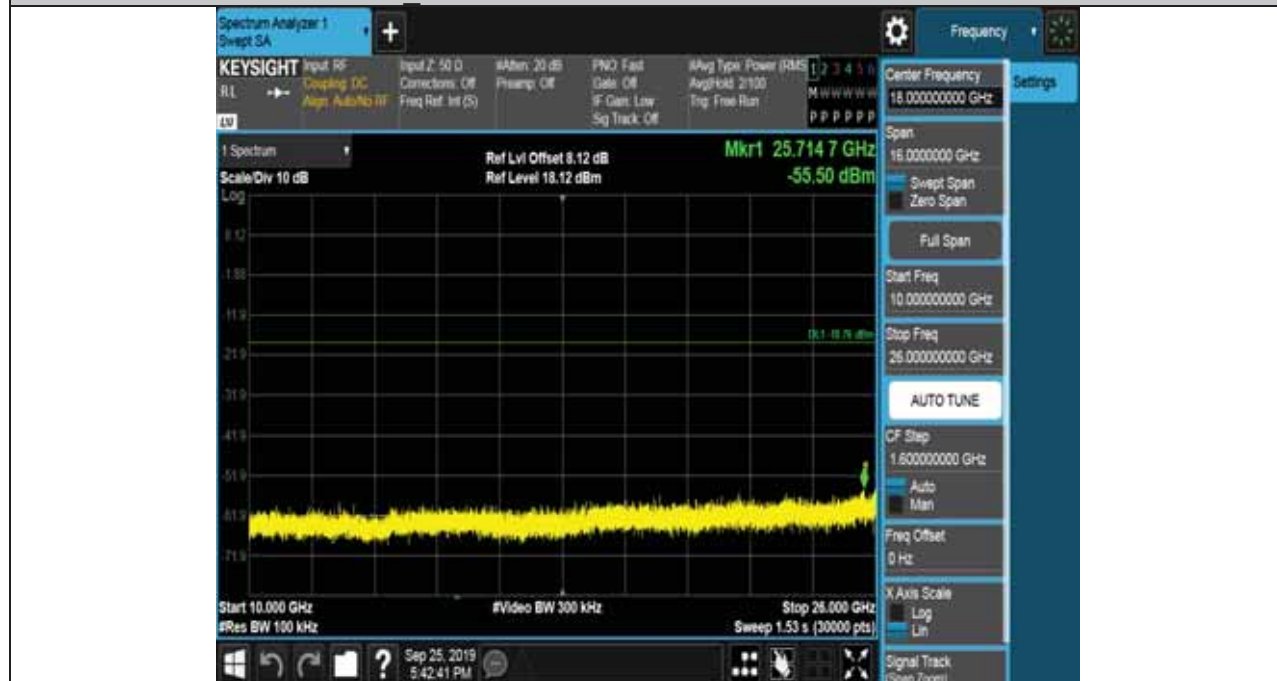 Spectrum Analyzer 1
Swept SA
Frequency
KEYSIGHT
RL
LV
Input: RF
Coupling: DC
Align: Auto/No RF
Input Z: 50 Ω
Corrections: Off
Freq Ref: Int (S)
#Atten: 20 dB
Preamp: Off
PNO: Fast
Gate: Off
IF Gain: Low
Sig Track: Off
#Avg Type: Power (RMS
Avg|Hold: 2/100
Trig: Free Run
1 2 3 4 5 6
M W W W W W
P P P P P P
1 Spectrum
Scale/Div 10 dB
Log
Ref Lvl Offset 8.12 dB
Ref Level 18.12 dBm
Mkr1 25.714 7 GHz
-55.50 dBm
8.12
-1.88
-11.9
-21.9
-31.9
-41.9
-51.9
-61.9
-71.9
Start 10.000 GHz
#Res BW 100 kHz
#Video BW 300 kHz
Stop 26.000 GHz
Sweep 1.53 s (30000 pts)
Sep 25, 2019
5:42:41 PM
Center Frequency
18.000000000 GHz
Settings
Span
16.0000000 GHz
Swept Span
Zero Span
Full Span
Start Freq
10.000000000 GHz
Stop Freq
26.000000000 GHz
AUTO TUNE
CF Step
1.600000000 GHz
Auto
Man
Freq Offset
0 Hz
X Axis Scale
Log
Lin
Signal Track
(Span Zoom)